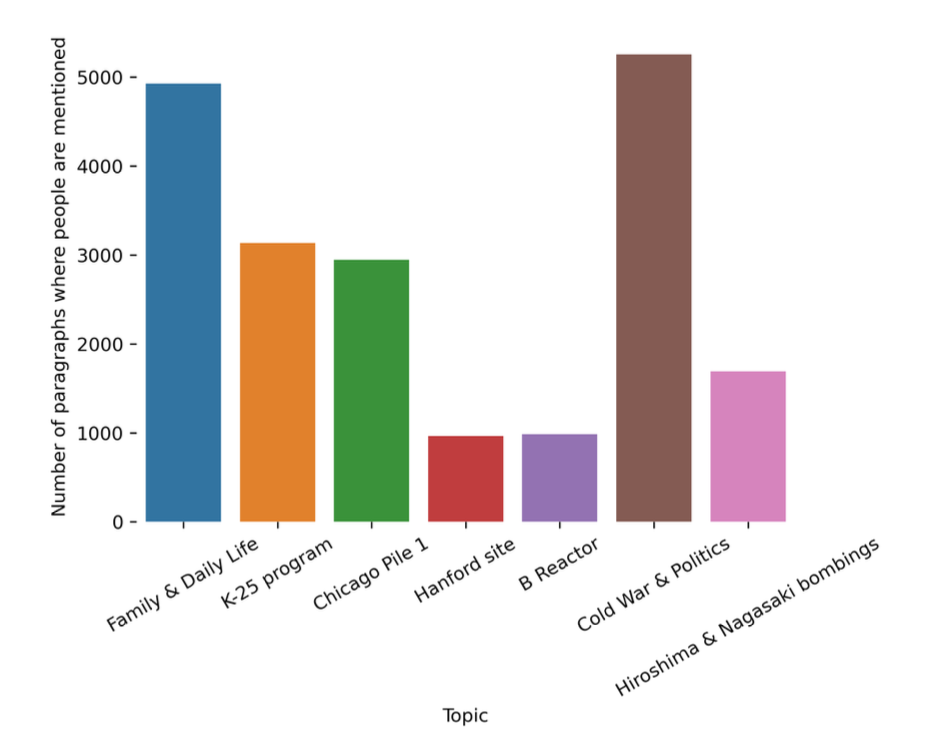 Number of paragraphs where people are mentioned
5000
4000
3000
2000
1000
0
Family & Daily Life
K-25 program
Chicago Pile 1
Hanford site
B Reactor
Cold War & Politics
Hiroshima & Nagasaki bombings
Topic